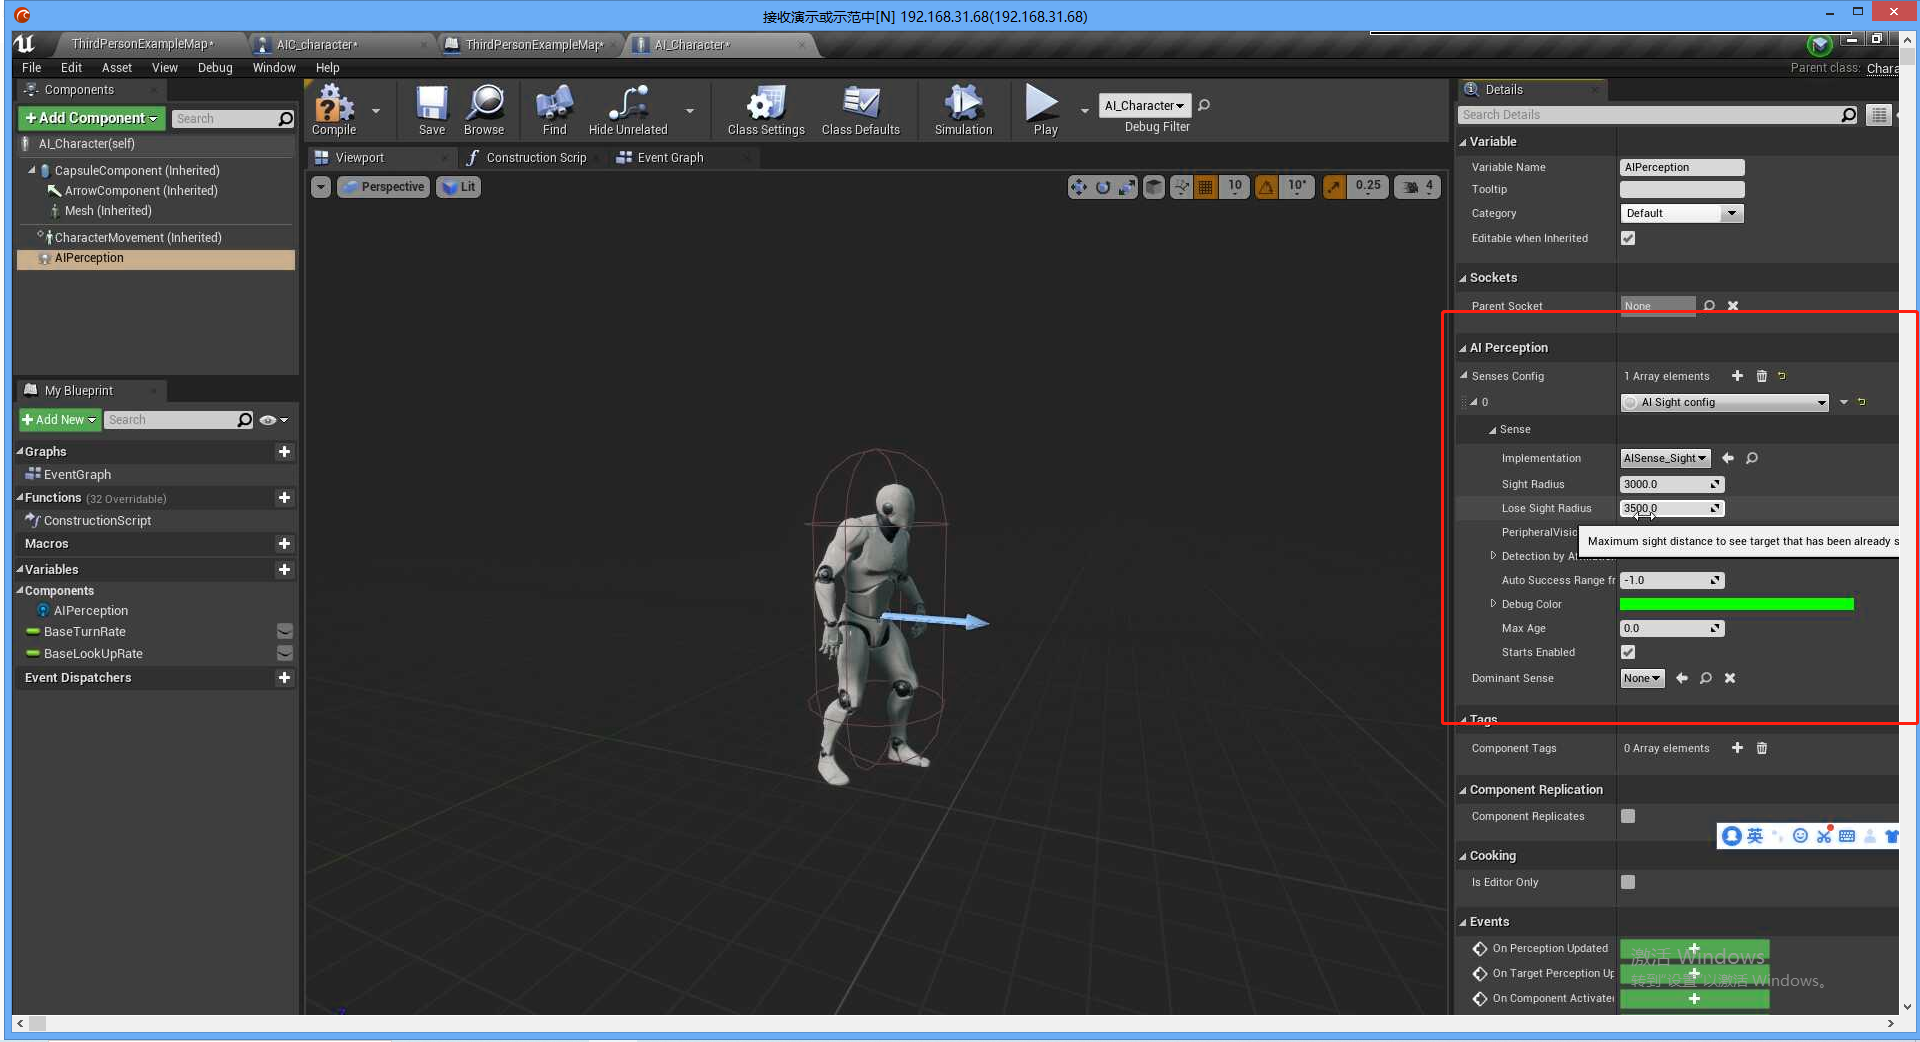 接收演示或示范中[N] 192.168.31.68(192.168.31.68)
ThirdPersonExampleMap*
AIC_character*
ThirdPersonExampleMap*
AI_Character*
File Edit Asset View Debug Window Help
Parent class: Chara
Components
+Add Component
Search
AI_Character(self)
CapsuleComponent (Inherited)
ArrowComponent (Inherited)
Mesh (Inherited)
CharacterMovement (Inherited)
AIPerception
Compile
Save
Browse
Find
Hide Unrelated
Class Settings
Class Defaults
Simulation
Play
AI_Character
Debug Filter
Viewport
Construction Scrip
Event Graph
Perspective
Lit
10
10°
0.25
4
My Blueprint
+Add New
Search
Graphs
EventGraph
Functions (32 Overridable)
ConstructionScript
Macros
Variables
Components
AIPerception
BaseTurnRate
BaseLookUpRate
Event Dispatchers
Details
Search Details
Variable
Variable Name AIPerception
Tooltip
Category Default
Editable when Inherited
Sockets
Parent Socket None
AI Perception
Senses Config 1 Array elements
0 AI Sight config
Sense
Implementation AISense_Sight
Sight Radius 3000.0
Lose Sight Radius 3500.0
PeripheralVisio
Maximum sight distance to see target that has been already s
Detection by
Auto Success Range fr -1.0
Debug Color
Max Age 0.0
Starts Enabled
Dominant Sense None
Tags
Component Tags 0 Array elements
Component Replication
Component Replicates
英
Cooking
Is Editor Only
Events
On Perception Updated
激活 Windows
On Target Perception Up
转到"设置"以激活 Windows。
On Component Activated